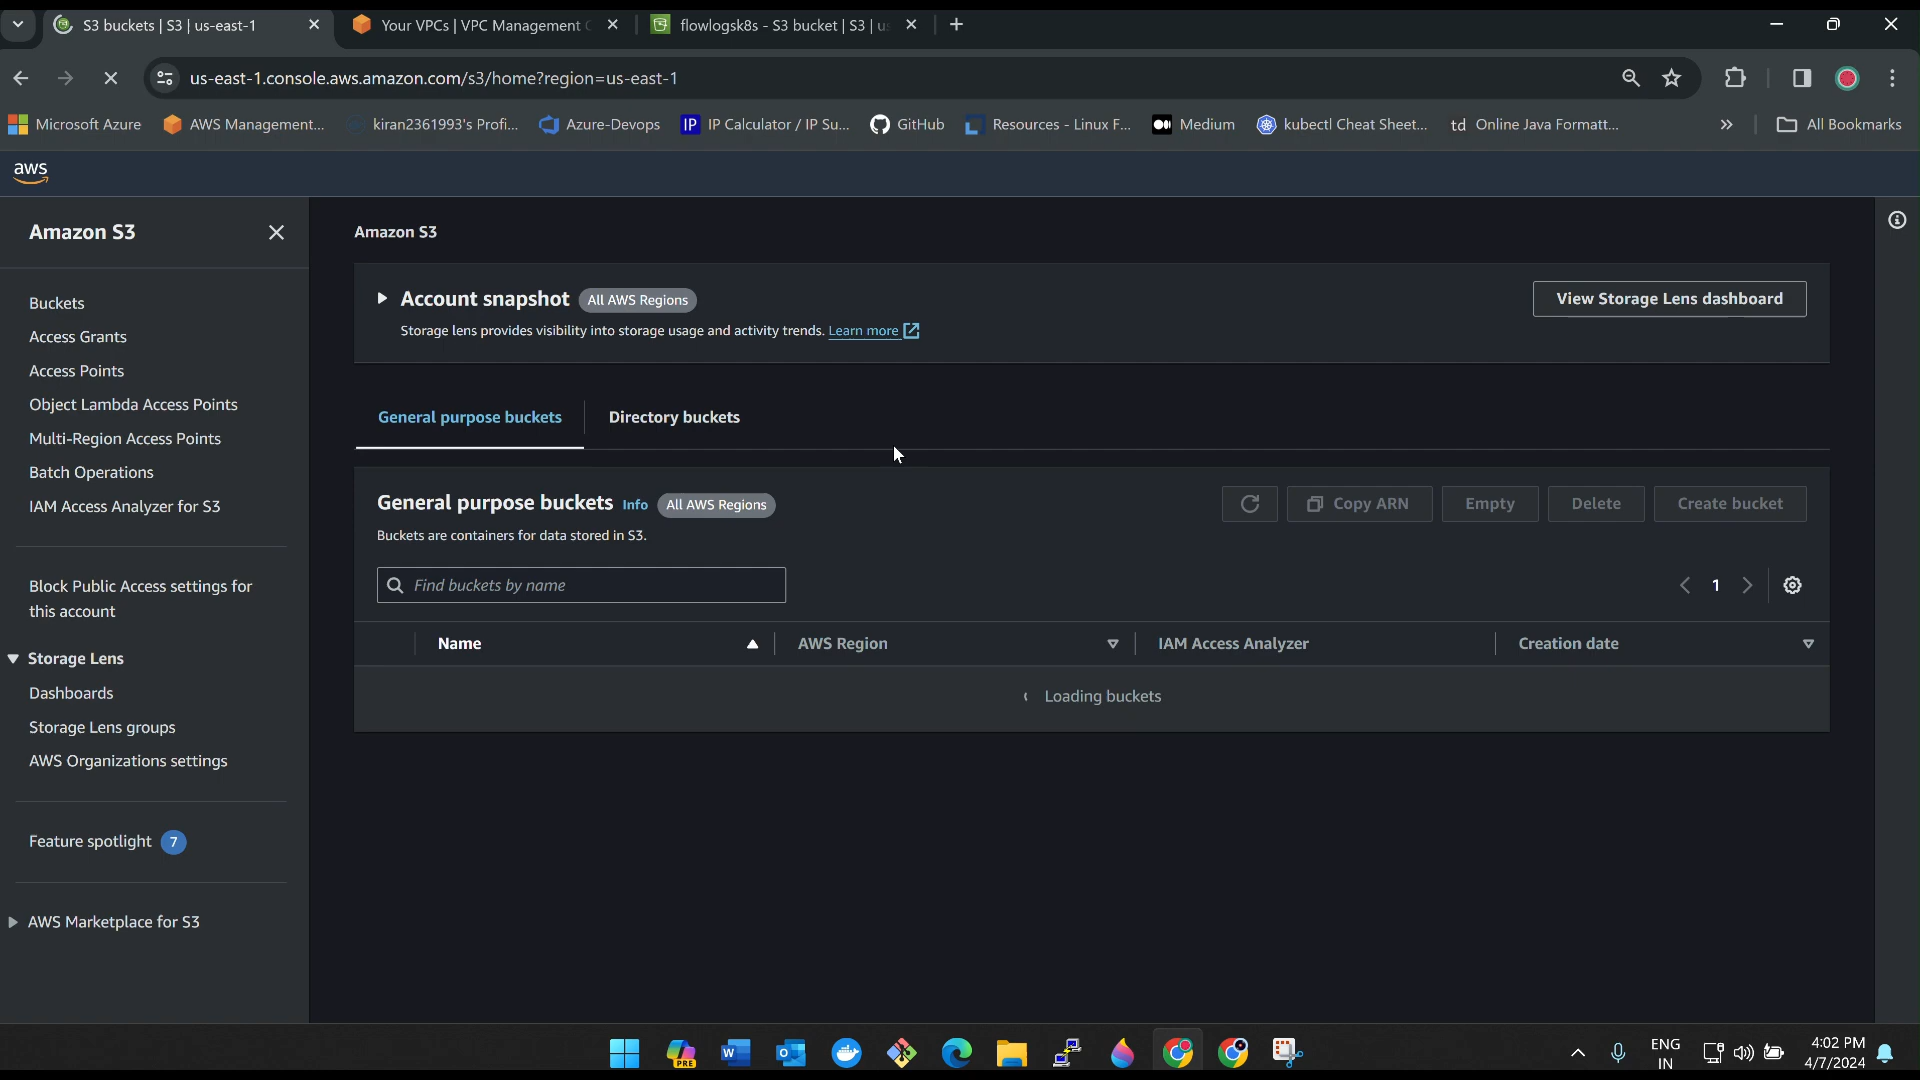 S3 buckets | S3 | us-east-1
Your VPCs | VPC Management
flowlogsk8s - S3 bucket | S3 | u
us-east-1.console.aws.amazon.com/s3/home?region=us-east-1
Microsoft Azure
AWS Management...
kiran2361993's Profi...
Azure-Devops
IP
IP Calculator / IP Su...
GitHub
Resources - Linux F...
Medium
kubectl Cheat Sheet...
td Online Java Formatt...
All Bookmarks
aws
Amazon S3
Buckets
Access Grants
Access Points
Object Lambda Access Points
Multi-Region Access Points
Batch Operations
IAM Access Analyzer for S3
Block Public Access settings for
this account
Storage Lens
Dashboards
Storage Lens groups
AWS Organizations settings
Feature spotlight 7
AWS Marketplace for S3
Amazon S3
Account snapshot All AWS Regions
Storage lens provides visibility into storage usage and activity trends. Learn more
View Storage Lens dashboard
General purpose buckets
Directory buckets
General purpose buckets Info All AWS Regions
Buckets are containers for data stored in S3.
Copy ARN
Empty
Delete
Create bucket
Find buckets by name
1
Name
AWS Region
IAM Access Analyzer
Creation date
Loading buckets
PRE
ENG
IN
4:02 PM
4/7/2024